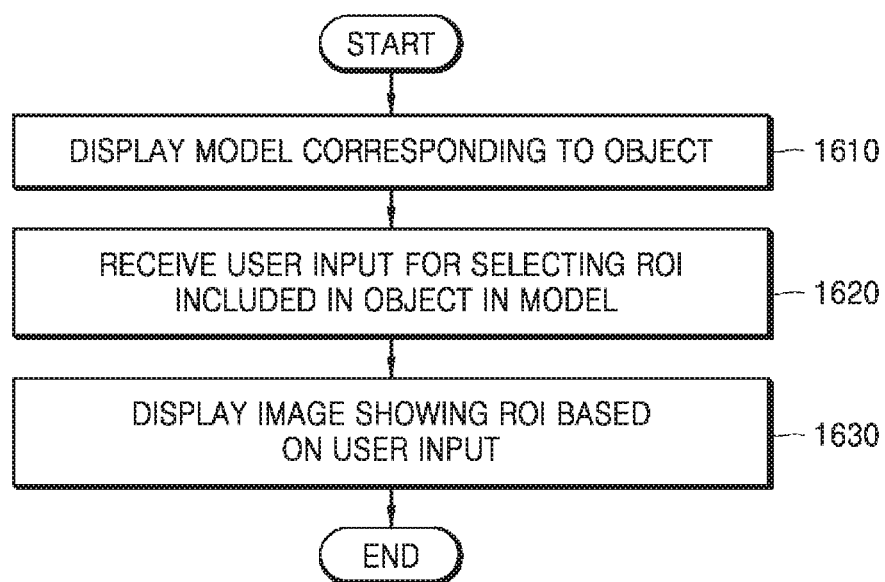 START
DISPLAY MODEL CORRESPONDING TO OBJECT
1610
RECEIVE USER INPUT FOR SELECTING ROI
INCLUDED IN OBJECT IN MODEL
1620
DISPLAY IMAGE SHOWING ROI BASED
ON USER INPUT
1630
END